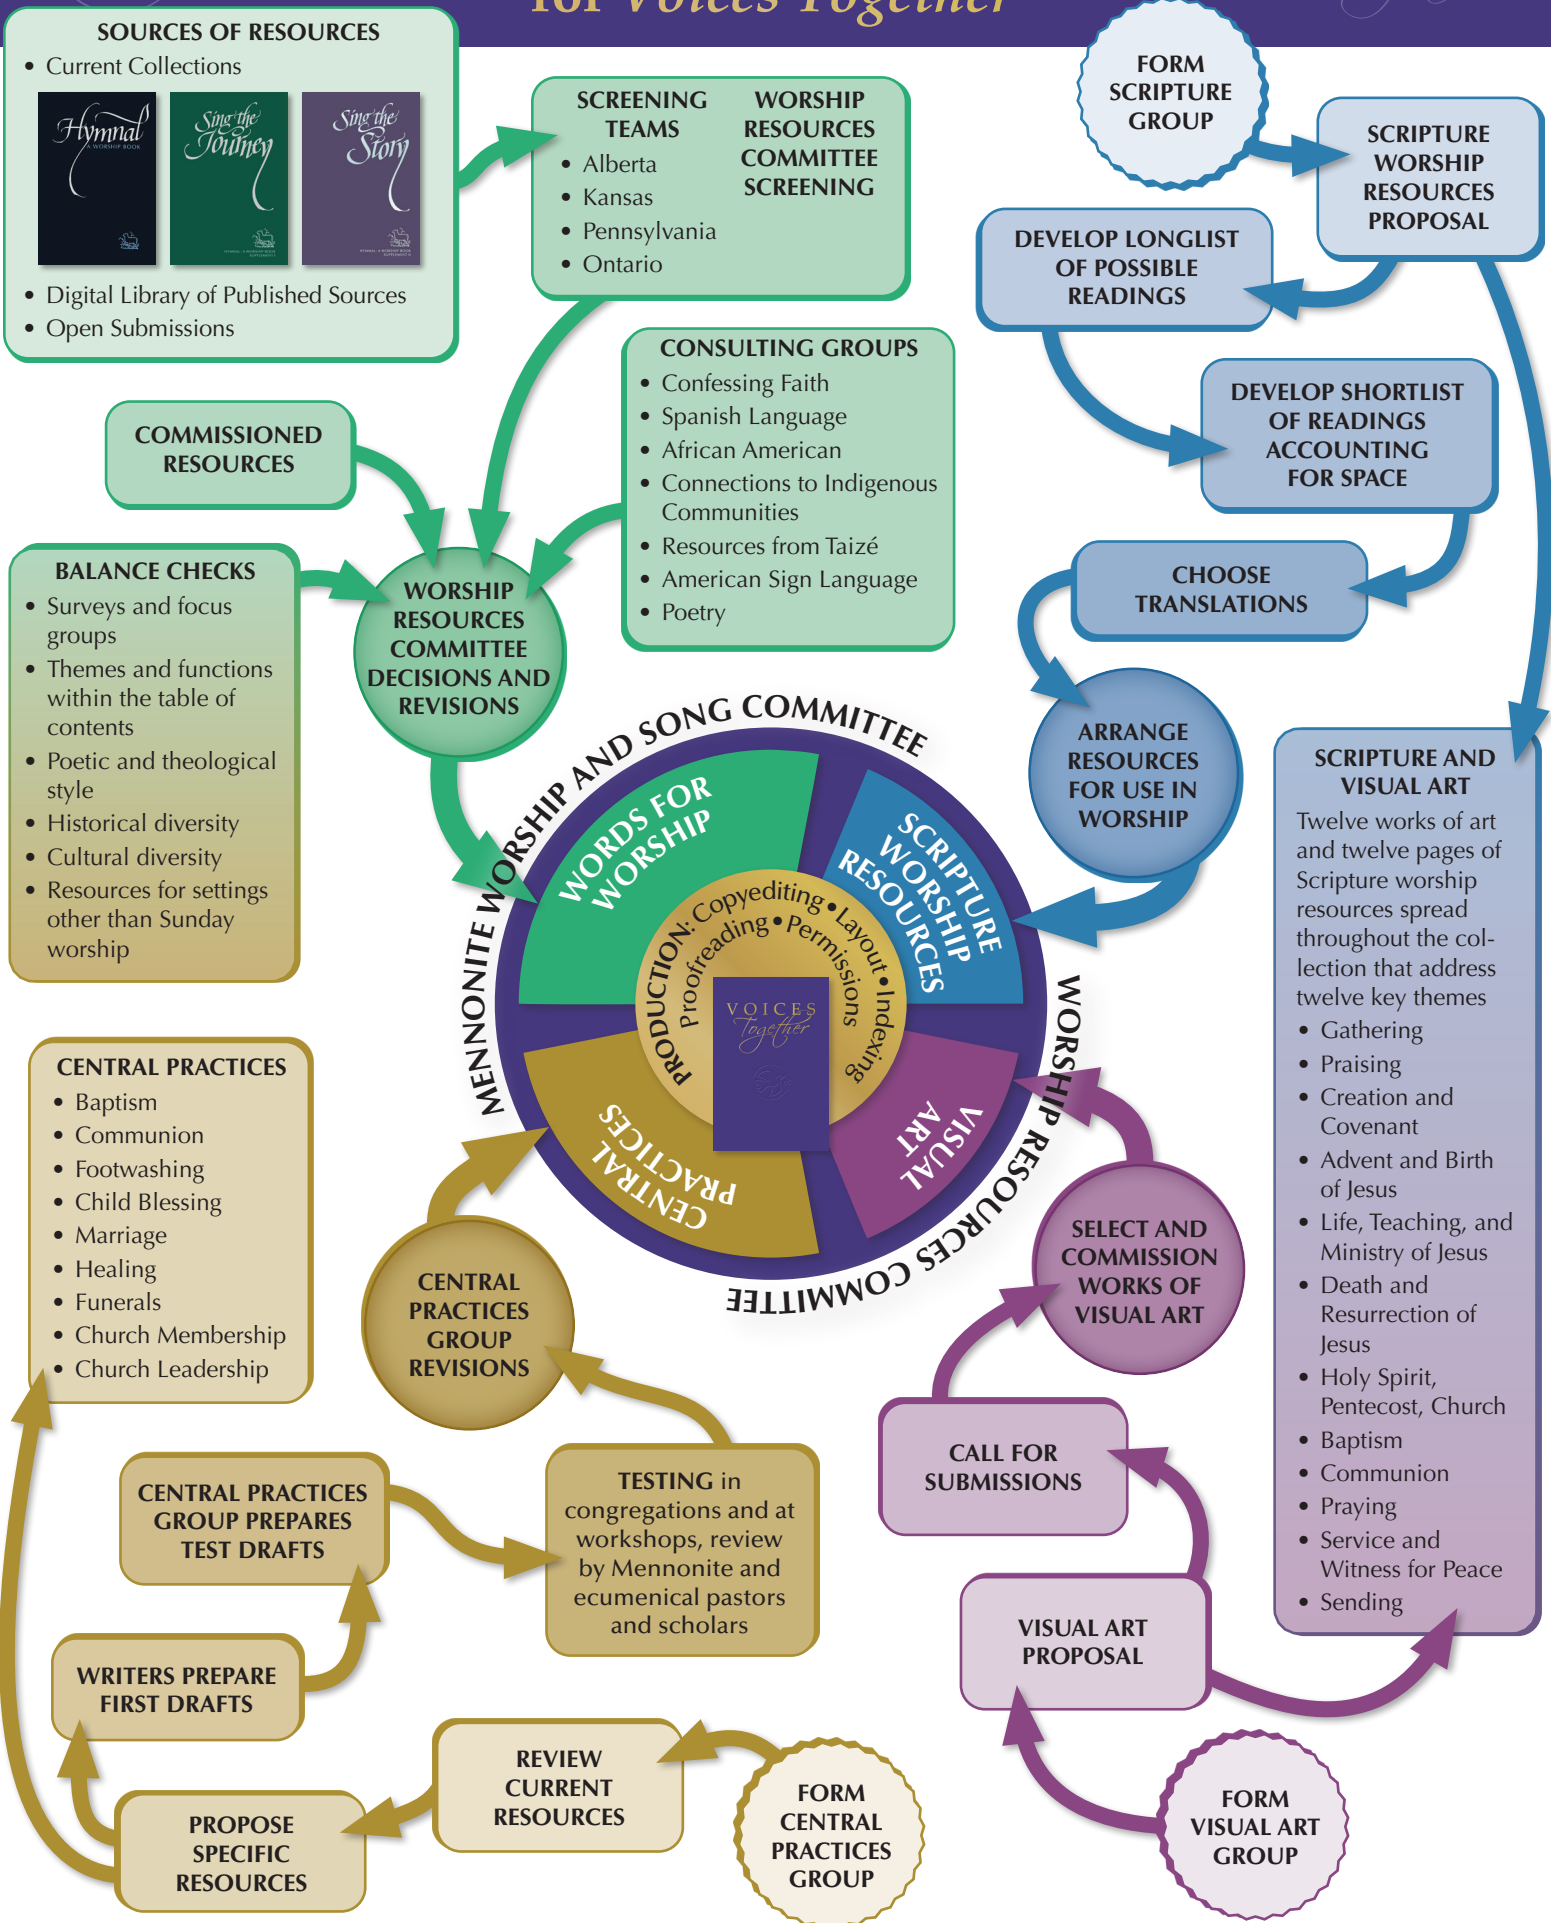 for Voices Together
SOURCES OF RESOURCES
• Current Collections
Hymnal
A WORSHIP BOOK
Sing the
Journey
HYMNAL: A WORSHIP BOOK
SUPPLEMENT I
Sing the
Story
HYMNAL: A WORSHIP BOOK
SUPPLEMENT II
• Digital Library of Published Sources
• Open Submissions
SCREENING
TEAMS
• Alberta
• Kansas
• Pennsylvania
• Ontario
WORSHIP
RESOURCES
COMMITTEE
SCREENING
FORM
SCRIPTURE
GROUP
SCRIPTURE
WORSHIP
RESOURCES
PROPOSAL
DEVELOP LONGLIST
OF POSSIBLE
READINGS
DEVELOP SHORTLIST
OF READINGS
ACCOUNTING
FOR SPACE
CHOOSE
TRANSLATIONS
ARRANGE
RESOURCES
FOR USE IN
WORSHIP
COMMISSIONED
RESOURCES
CONSULTING GROUPS
• Confessing Faith
• Spanish Language
• African American
• Connections to Indigenous
Communities
• Resources from Taizé
• American Sign Language
• Poetry
BALANCE CHECKS
• Surveys and focus
groups
• Themes and functions
within the table of
contents
• Poetic and theological
style
• Historical diversity
• Cultural diversity
• Resources for settings
other than Sunday
worship
WORSHIP
RESOURCES
COMMITTEE
DECISIONS AND
REVISIONS
MENNONITE WORSHIP AND SONG COMMITTEE
WORSHIP RESOURCES COMMITTEE
WORDS FOR
WORSHIP
SCRIPTURE
WORSHIP
RESOURCES
VISUAL
ART
CENTRAL
PRACTICES
PRODUCTION: Copyediting • Layout • Indexing
Proofreading • Permissions
VOICES
Together
SCRIPTURE AND
VISUAL ART
Twelve works of art
and twelve pages of
Scripture worship
resources spread
throughout the col-
lection that address
twelve key themes
• Gathering
• Praising
• Creation and
Covenant
• Advent and Birth
of Jesus
• Life, Teaching, and
Ministry of Jesus
• Death and
Resurrection of
Jesus
• Holy Spirit,
Pentecost, Church
• Baptism
• Communion
• Praying
• Service and
Witness for Peace
• Sending
CENTRAL PRACTICES
• Baptism
• Communion
• Footwashing
• Child Blessing
• Marriage
• Healing
• Funerals
• Church Membership
• Church Leadership
CENTRAL
PRACTICES
GROUP
REVISIONS
SELECT AND
COMMISSION
WORKS OF
VISUAL ART
CALL FOR
SUBMISSIONS
VISUAL ART
PROPOSAL
FORM
VISUAL ART
GROUP
CENTRAL PRACTICES
GROUP PREPARES
TEST DRAFTS
TESTING in
congregations and at
workshops, review
by Mennonite and
ecumenical pastors
and scholars
WRITERS PREPARE
FIRST DRAFTS
PROPOSE
SPECIFIC
RESOURCES
REVIEW
CURRENT
RESOURCES
FORM
CENTRAL
PRACTICES
GROUP